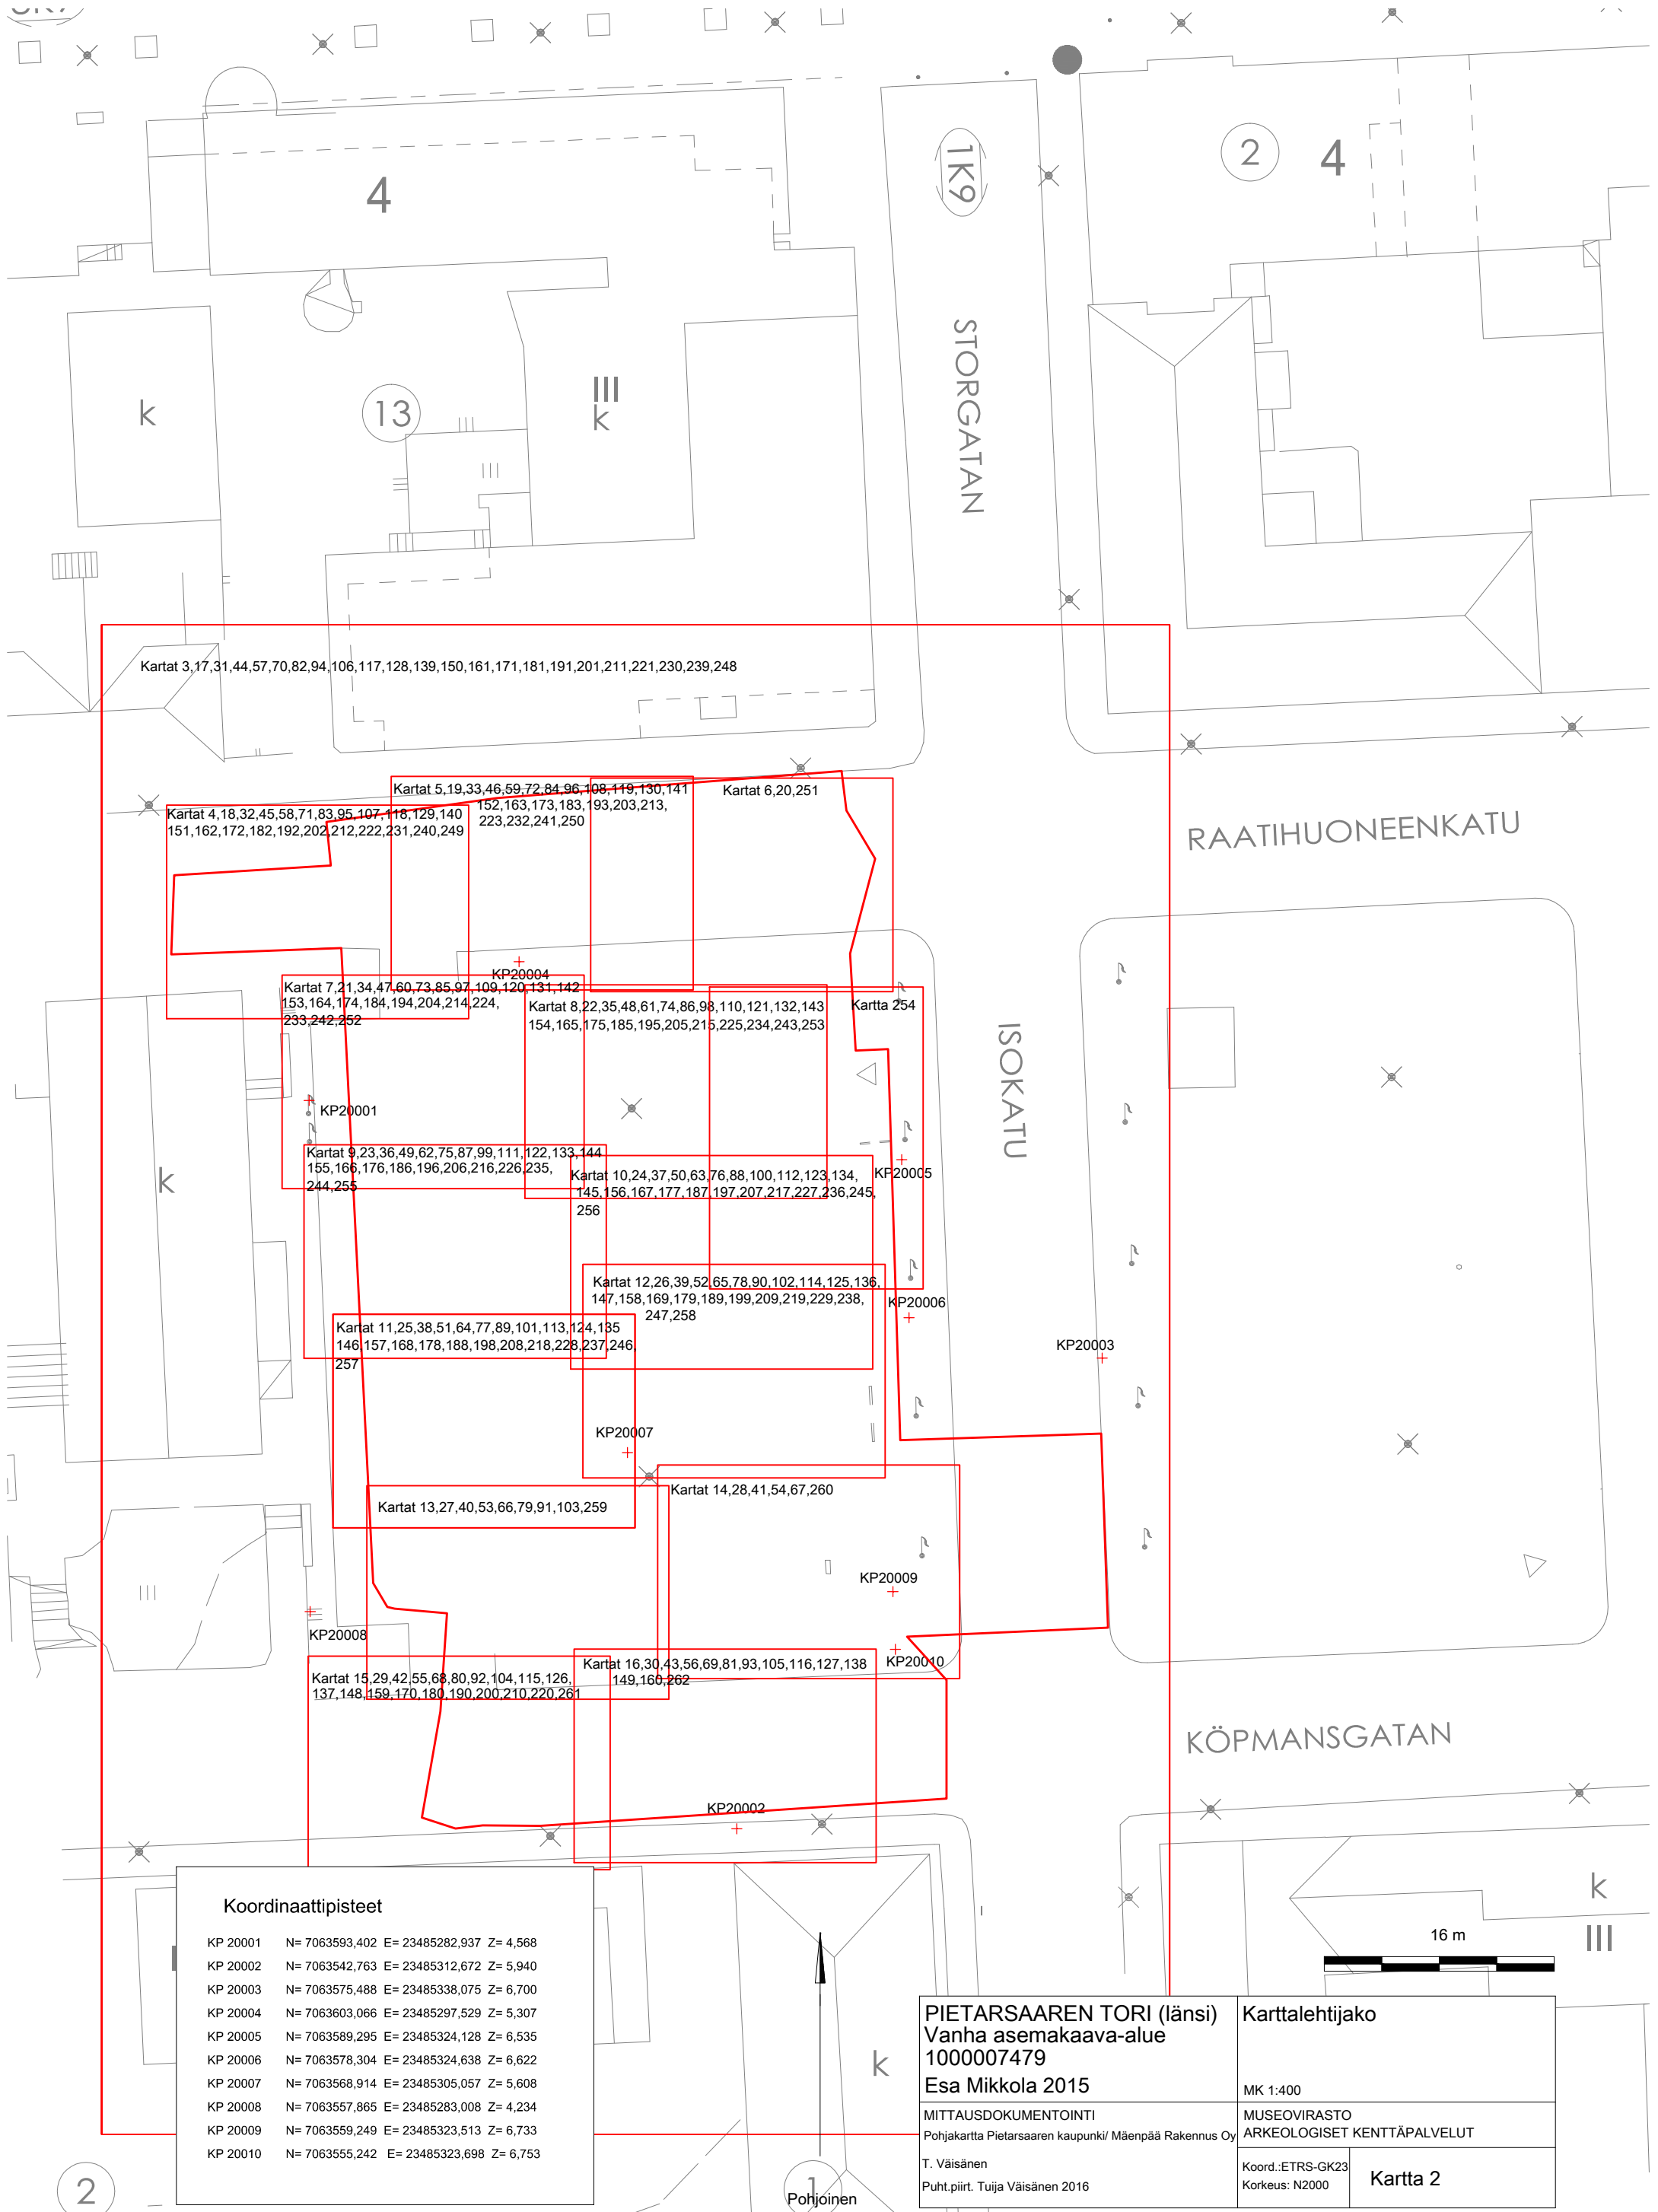 4
1K9
2
4
STORGATAN
k
13
III
k
Kartat 3,17,31,44,57,70,82,94,106,117,128,139,150,161,171,181,191,201,211,221,230,239,248
Kartat 5,19,33,46,59,72,84,96,108,119,130,141
152,163,173,183,193,203,213,
223,232,241,250
Kartat 6,20,251
Kartat 4,18,32,45,58,71,83,95,107,118,129,140
151,162,172,182,192,202,212,222,231,240,249
RAATIHUONEENKATU
KP20004
Kartat 7,21,34,47,60,73,85,97,109,120,131,142
153,164,174,184,194,204,214,224,
233,242,252
Kartat 8,22,35,48,61,74,86,98,110,121,132,143
154,165,175,185,195,205,215,225,234,243,253
Kartta 254
ISOKATU
KP20001
k
Kartat 9,23,36,49,62,75,87,99,111,122,133,144
155,166,176,186,196,206,216,226,235,
244,255
Kartat 10,24,37,50,63,76,88,100,112,123,134,
145,156,167,177,187,197,207,217,227,236,245,
256
KP20005
Kartat 12,26,39,52,65,78,90,102,114,125,136,
147,158,169,179,189,199,209,219,229,238,
247,258
KP20006
Kartat 11,25,38,51,64,77,89,101,113,124,135
146,157,168,178,188,198,208,218,228,237,246,
257
KP20003
KP20007
Kartat 14,28,41,54,67,260
Kartat 13,27,40,53,66,79,91,103,259
KP20009
KP20008
KP20010
Kartat 16,30,43,56,69,81,93,105,116,127,138
149,160,262
Kartat 15,29,42,55,68,80,92,104,115,126,
137,148,159,170,180,190,200,210,220,261
KÖPMANSGATAN
KP20002
k
III
16 m
Koordinaattipisteet
KP 20001 N= 7063593,402 E= 23485282,937 Z= 4,568
KP 20002 N= 7063542,763 E= 23485312,672 Z= 5,940
KP 20003 N= 7063575,488 E= 23485338,075 Z= 6,700
KP 20004 N= 7063603,066 E= 23485297,529 Z= 5,307
KP 20005 N= 7063589,295 E= 23485324,128 Z= 6,535
KP 20006 N= 7063578,304 E= 23485324,638 Z= 6,622
KP 20007 N= 7063568,914 E= 23485305,057 Z= 5,608
KP 20008 N= 7063557,865 E= 23485283,008 Z= 4,234
KP 20009 N= 7063559,249 E= 23485323,513 Z= 6,733
KP 20010 N= 7063555,242 E= 23485323,698 Z= 6,753
k
2
1
Pohjoinen
PIETARSAAREN TORI (länsi)
Vanha asemakaava-alue
1000007479
Esa Mikkola 2015
Karttalehtijako
MK 1:400
MITTAUSDOKUMENTOINTI
Pohjakartta Pietarsaaren kaupunki/ Mäenpää Rakennus Oy
T. Väisänen
Puht.piirt. Tuija Väisänen 2016
MUSEOVIRASTO
ARKEOLOGISET KENTTÄPALVELUT
Koord.:ETRS-GK23
Korkeus: N2000
Kartta 2